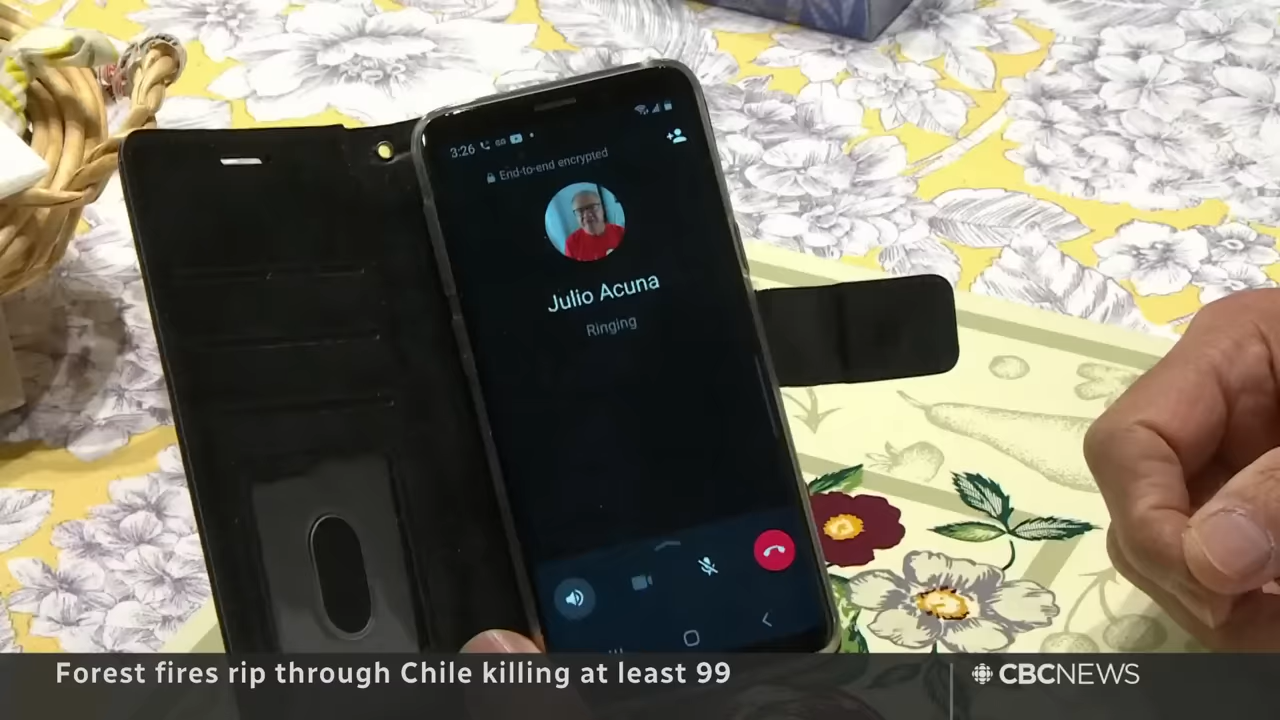 3:26
End-to-end encrypted
Julio Acuna
Ringing
Forest fires rip through Chile killing at least 99
CBCNEWS